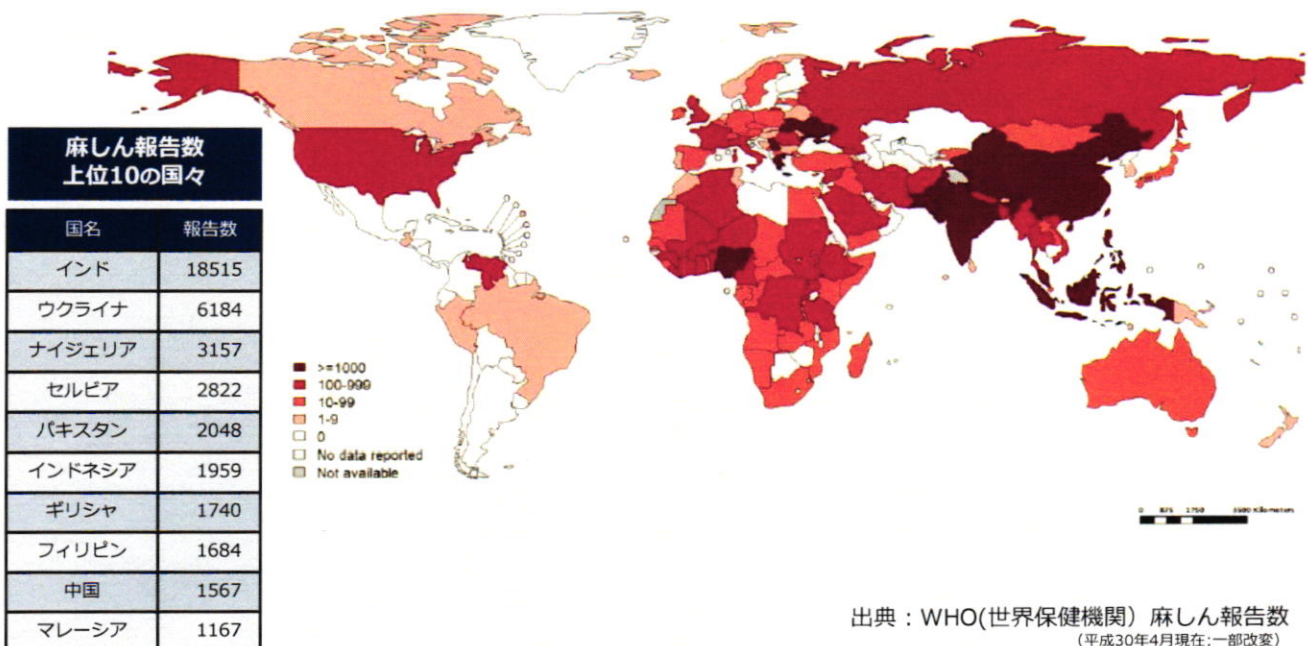 麻しん報告数
上位10の国々
国名 報告数
インド 18515
ウクライナ 6184
ナイジェリア 3157
セルビア 2822
パキスタン 2048
インドネシア 1959
ギリシャ 1740
フィリピン 1684
中国 1567
マレーシア 1167
>=1000
100-999
10-99
1-9
0
No data reported
Not available
0 875 1750 3500 Kilometers
出典：WHO(世界保健機関）麻しん報告数
（平成30年4月現在;一部改変）